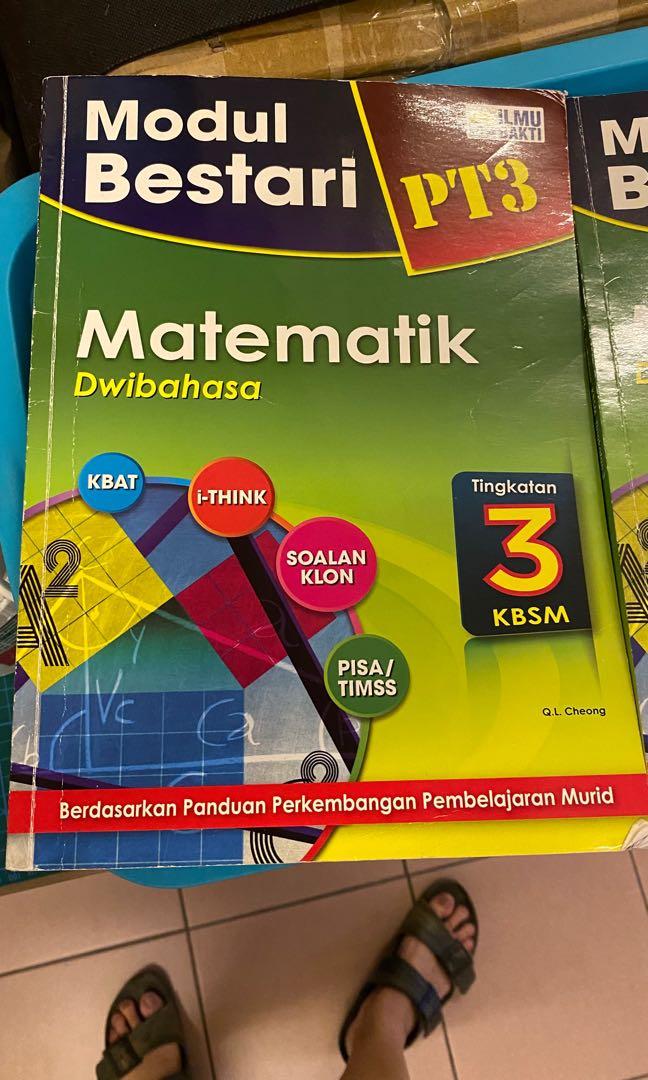 Modul
Bestari
ILMU
BAKTI
PT3
Matematik
Dwibahasa
KBAT
i-THINK
SOALAN
KLON
PISA/
TIMSS
Tingkatan
3
KBSM
Q.L. Cheong
Berdasarkan Panduan Perkembangan Pembelajaran Murid
M
B